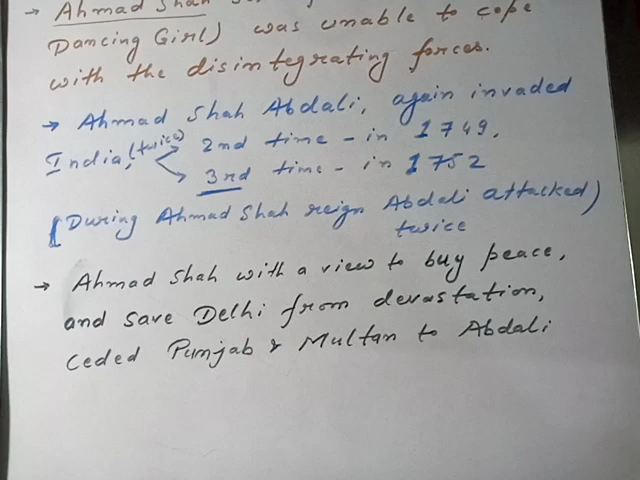 → Ahmad Shah
Dancing Girl) was unable to cope
with the disintegrating forces.
→ Ahmad Shah Abdali, again invaded
India, (twice) → 2nd time - in 1749.
→ 3rd time - in 1752
[During Ahmad Shah reign Abdali attacked)
twice
→ Ahmad Shah with a view to buy peace,
and save Delhi from devastation,
ceded Punjab & Multan to Abdali